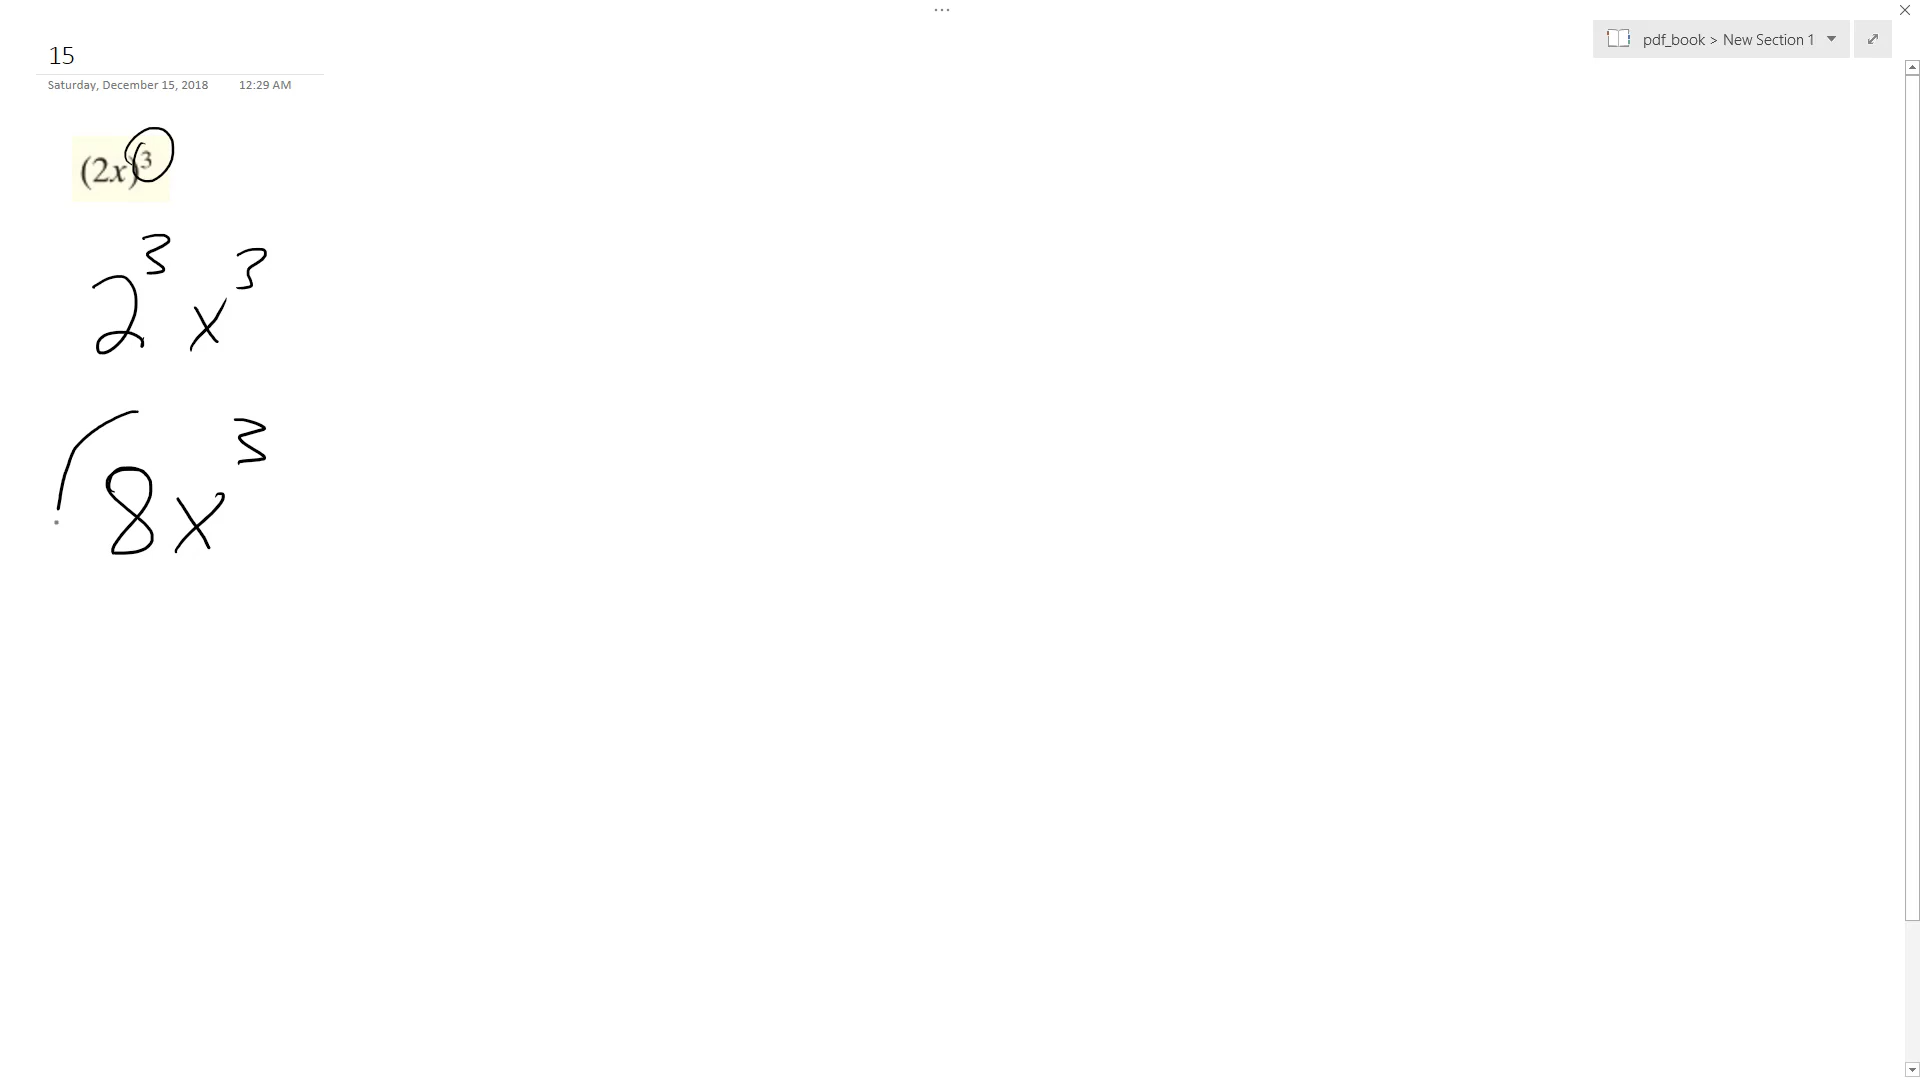 ...
pdf_book > New Section 1
15
Saturday, December 15, 2018 12:29 AM
(2x)³
2³ x³
8x³